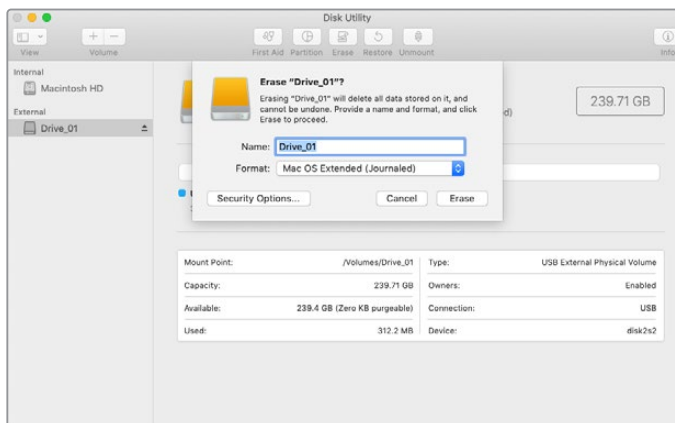 Disk Utility
View
Volume
First Aid Partition Erase Restore Unmount
Info
Internal
Macintosh HD
External
Drive_01
Erase “Drive_01”?
Erasing “Drive_01” will delete all data stored on it, and
cannot be undone. Provide a name and format, and click
Erase to proceed.
d)
239.71 GB
Name: Drive_01
Format: Mac OS Extended (Journaled)
Security Options... Cancel Erase
Mount Point: /Volumes/Drive_01 Type: USB External Physical Volume
Capacity: 239.71 GB Owners: Enabled
Available: 239.4 GB (Zero KB purgeable) Connection: USB
Used: 312.2 MB Device: disk2s2